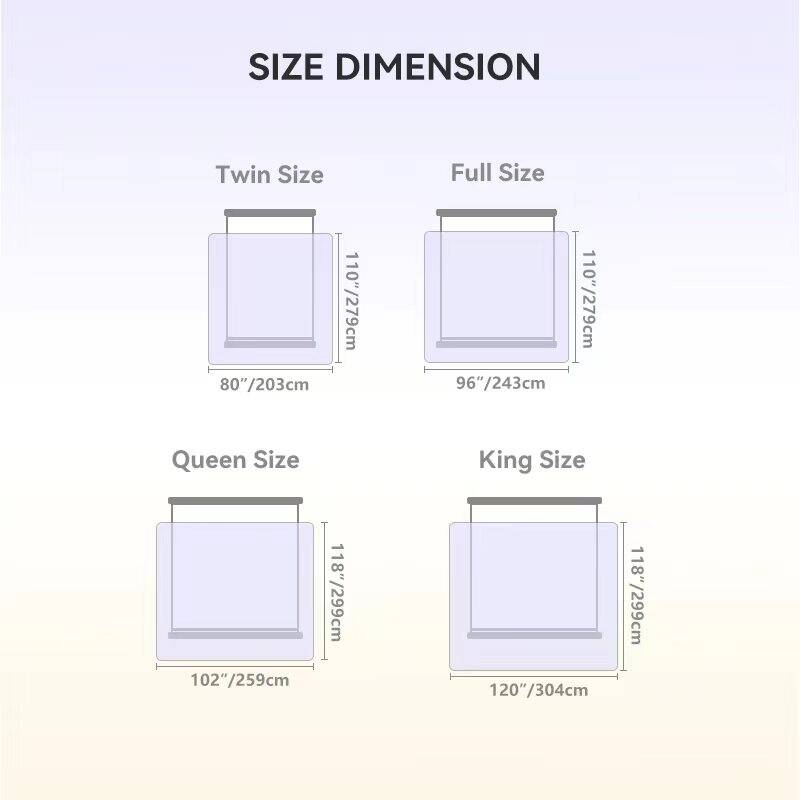 SIZE DIMENSION
Twin Size
Full Size
110”/279cm
110”/279cm
80”/203cm
96”/243cm
Queen Size
King Size
118”/299cm
118”/299cm
102”/259cm
120”/304cm